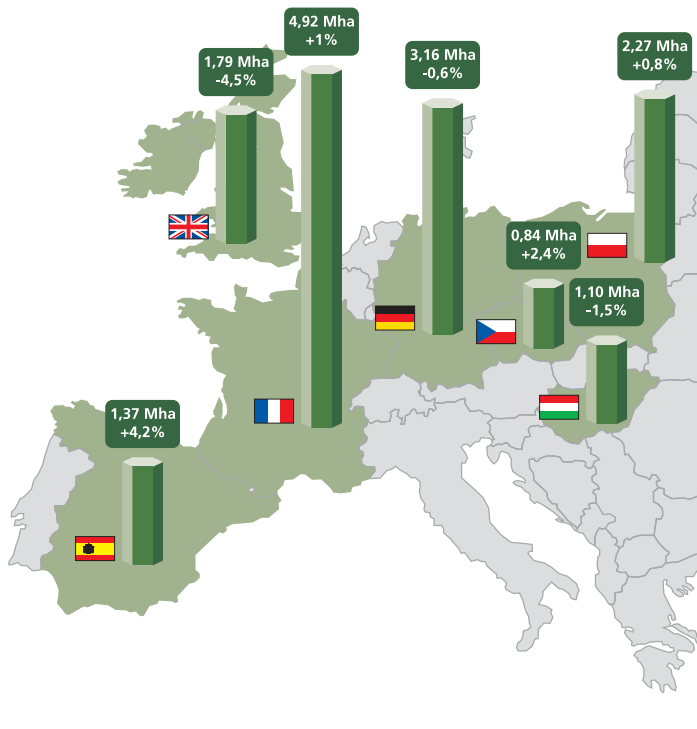 4,92 Mha
+1%
1,79 Mha
-4,5%
3,16 Mha
-0,6%
2,27 Mha
+0,8%
0,84 Mha
+2,4%
1,10 Mha
-1,5%
1,37 Mha
+4,2%